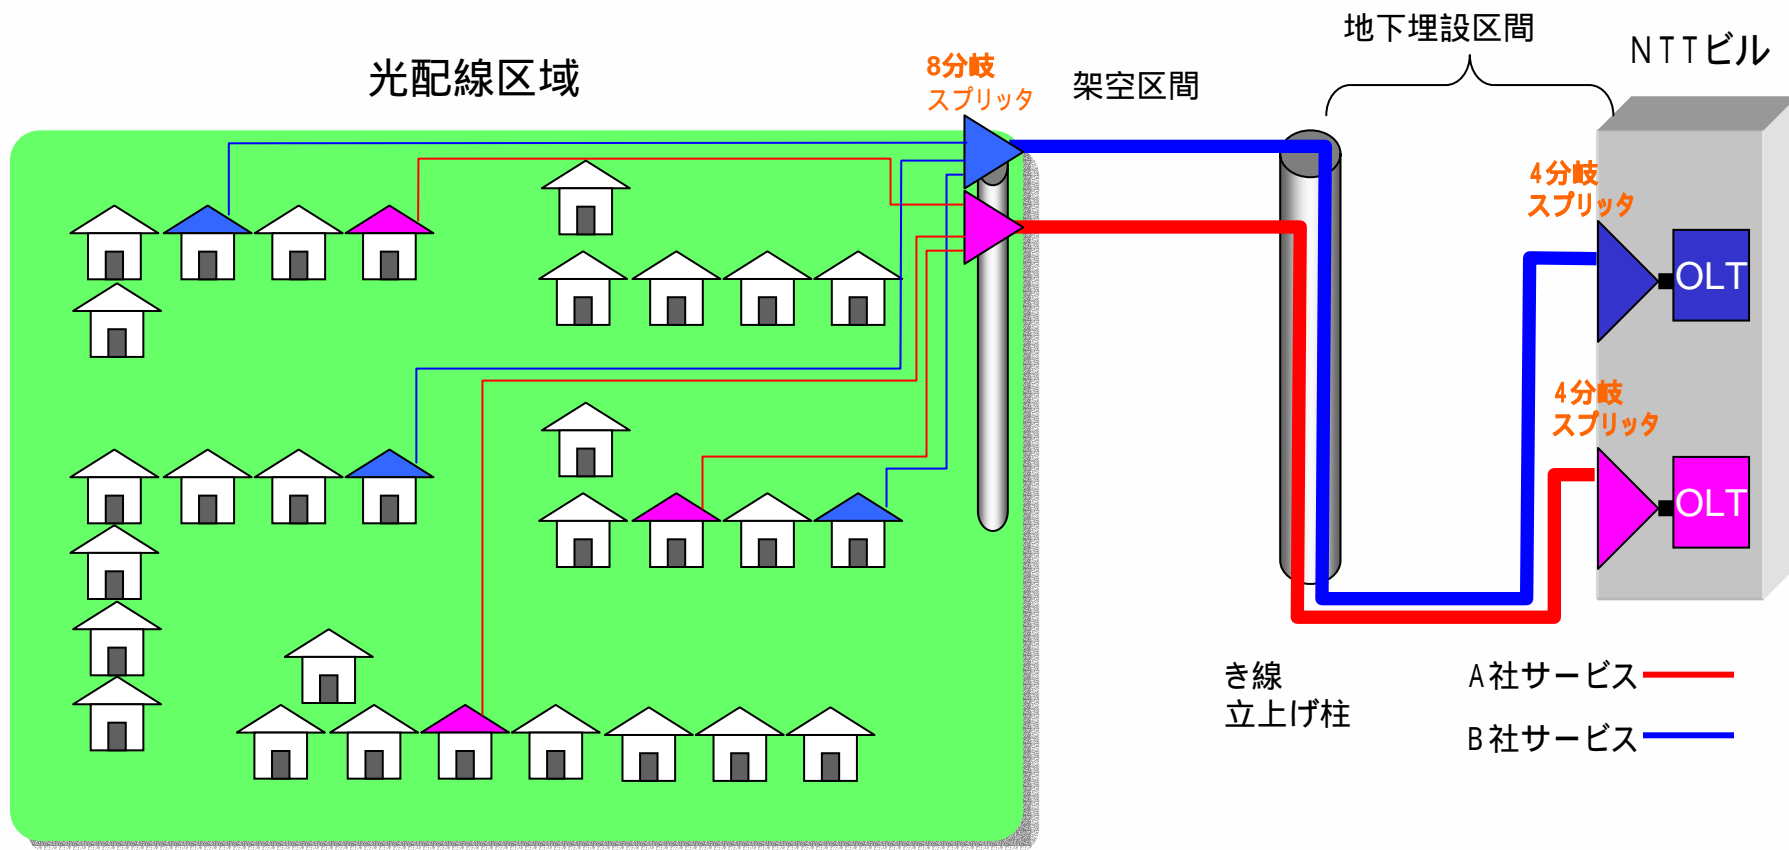 地下埋設区間
NTTビル
光配線区域
8分岐
スプリッタ
架空区間
4分岐
スプリッタ
OLT
4分岐
スプリッタ
OLT
き線
立上げ柱
A社サービス
B社サービス